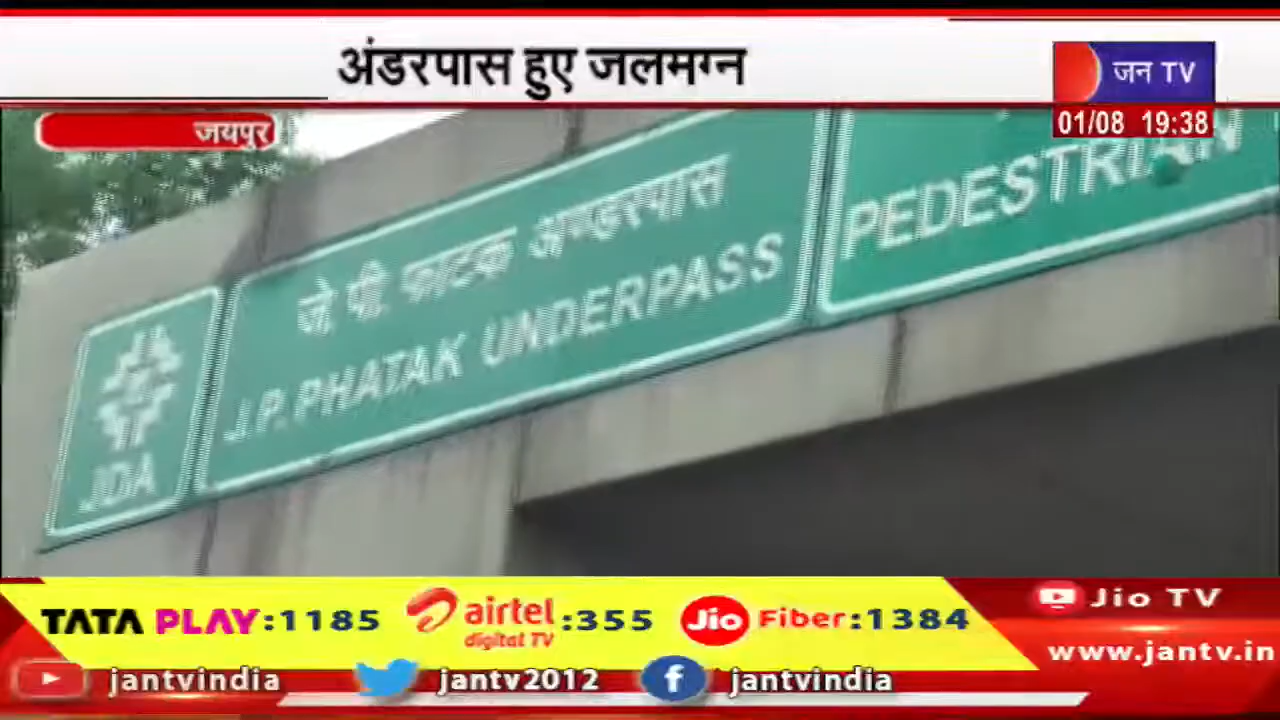 अंडरपास हुए जलमग्न
जन TV
01/08 19:38
जयपुर
जे.पी. फाटक अण्डरपास
J.P. PHATAK UNDERPASS
PEDESTRIAN
JDA
TATA PLAY:1185
airtel digital TV :355
Jio Fiber:1384
Jio TV
www.jantv.in
jantvindia
jantv2012
jantvindia